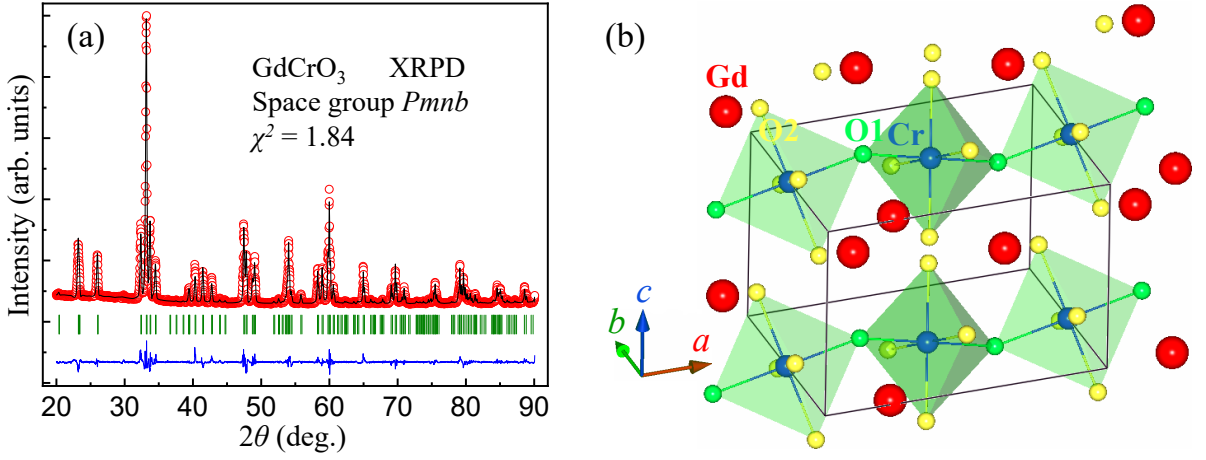 (a)
GdCrO₃ XRPD
Space group Pmnb
χ² = 1.84
Intensity (arb. units)
20 30 40 50 60 70 80 90
2θ (deg.)
(b)
Gd
O2 O1 Cr
c
b
a